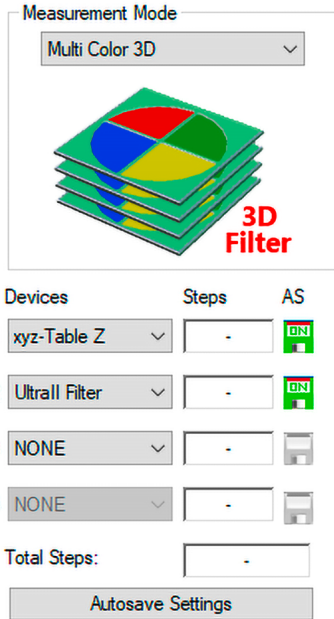 Measurement Mode
Multi Color 3D
3D
Filter
Devices Steps AS
xyz-Table Z - ON
UltraII Filter - ON
NONE -
NONE -
Total Steps: -
Autosave Settings